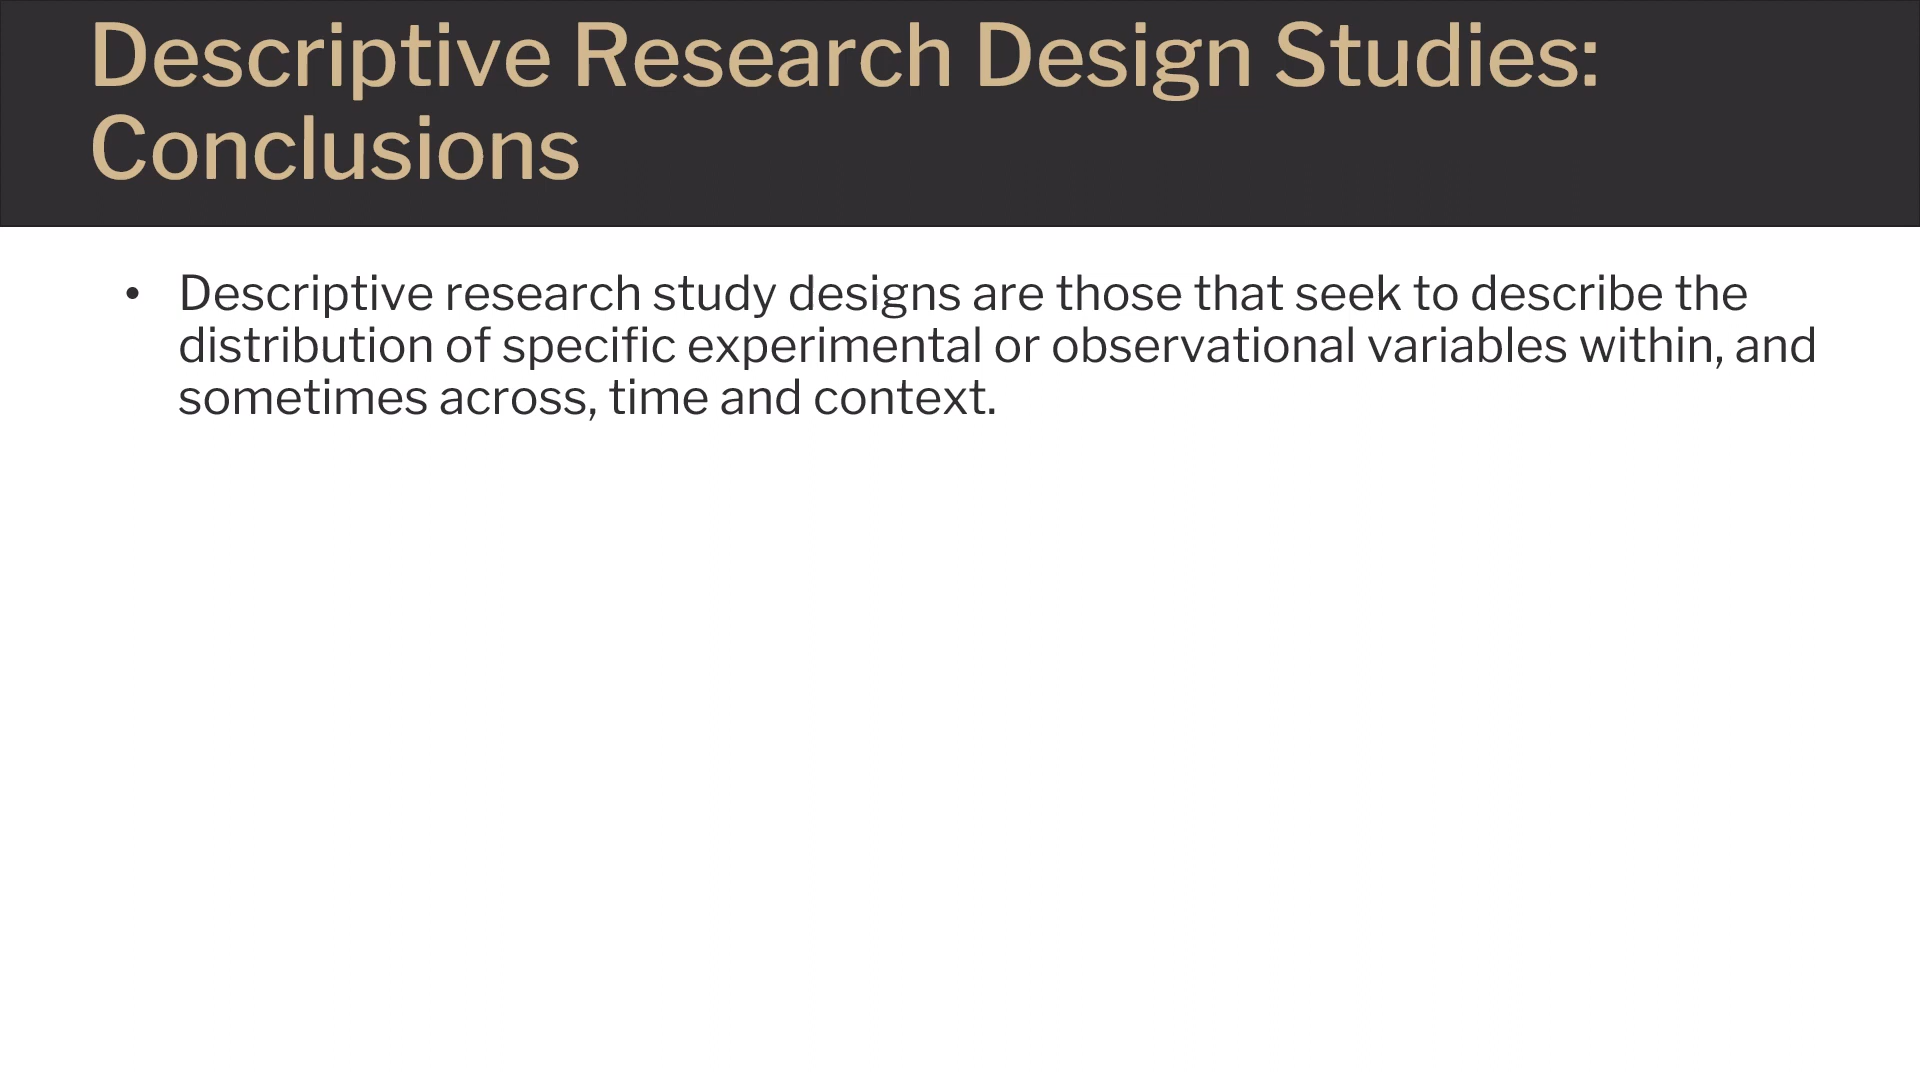 Descriptive Research Design Studies:
Conclusions
• Descriptive research study designs are those that seek to describe the
distribution of specific experimental or observational variables within, and
sometimes across, time and context.